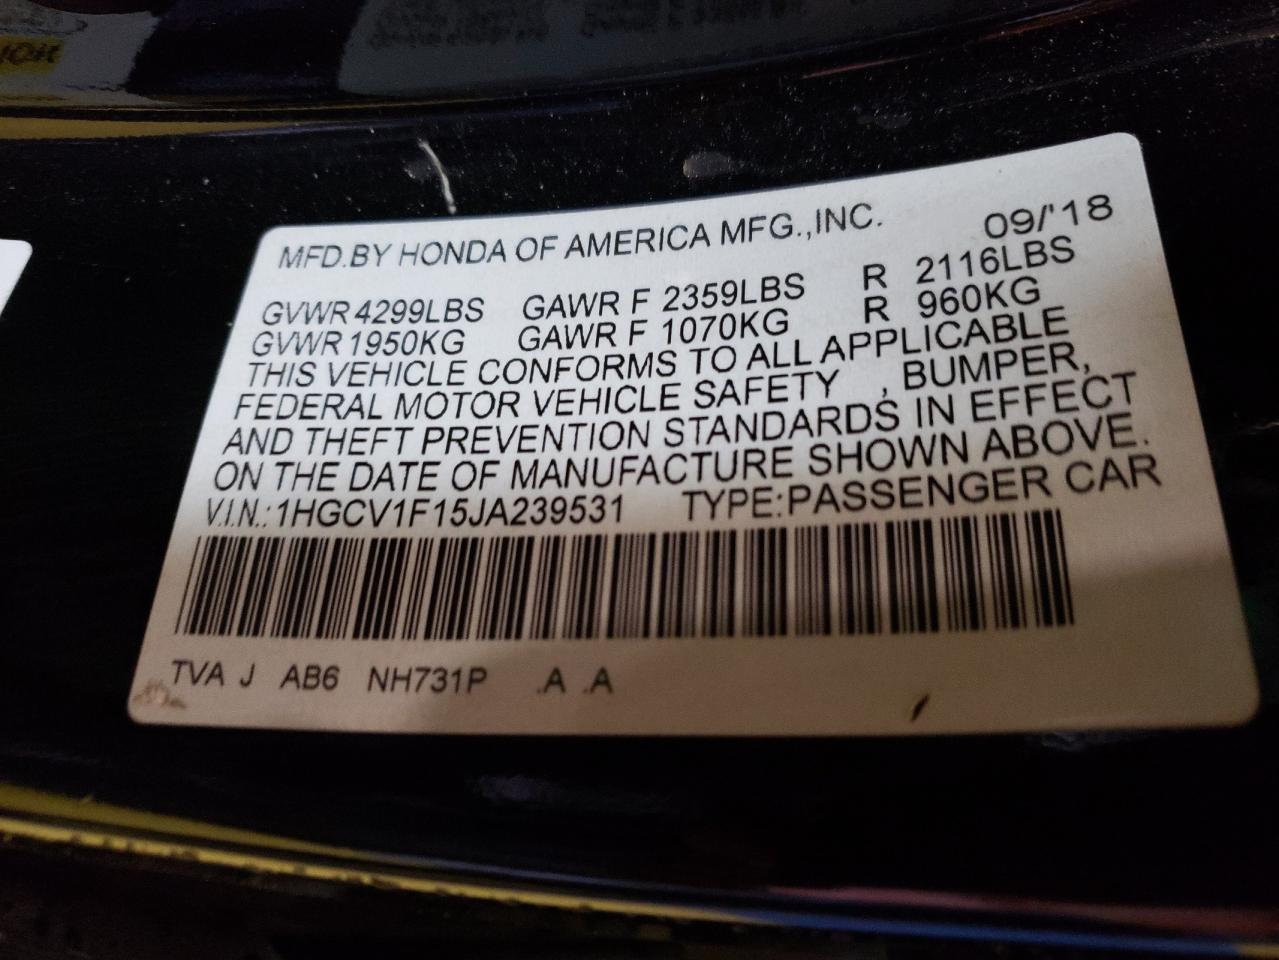 MFD.BY HONDA OF AMERICA MFG.,INC. 09/'18
GVWR 4299LBS GAWR F 2359LBS R 2116LBS
GVWR 1950KG GAWR F 1070KG R 960KG
THIS VEHICLE CONFORMS TO ALL APPLICABLE
FEDERAL MOTOR VEHICLE SAFETY , BUMPER,
AND THEFT PREVENTION STANDARDS IN EFFECT
ON THE DATE OF MANUFACTURE SHOWN ABOVE.
V.I.N.: 1HGCV1F15JA239531 TYPE:PASSENGER CAR
TVA J AB6 NH731P .A .A